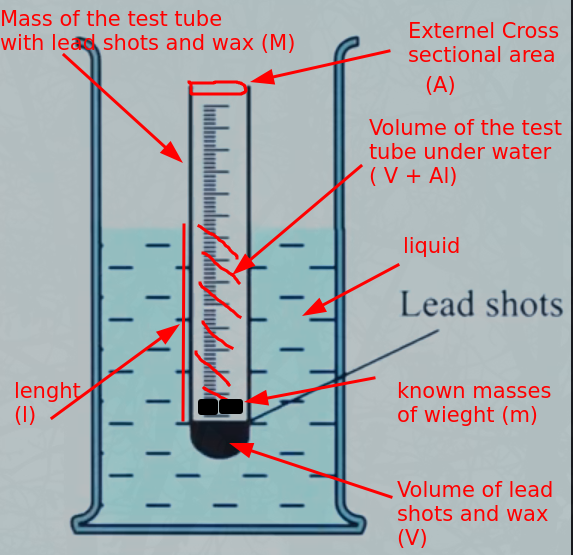 Mass of the test tube
with lead shots and wax (M)
Externel Cross
sectional area
(A)
Volume of the test
tube under water
( V + Al)
liquid
Lead shots
lenght
(l)
known masses
of wieght (m)
Volume of lead
shots and wax
(V)